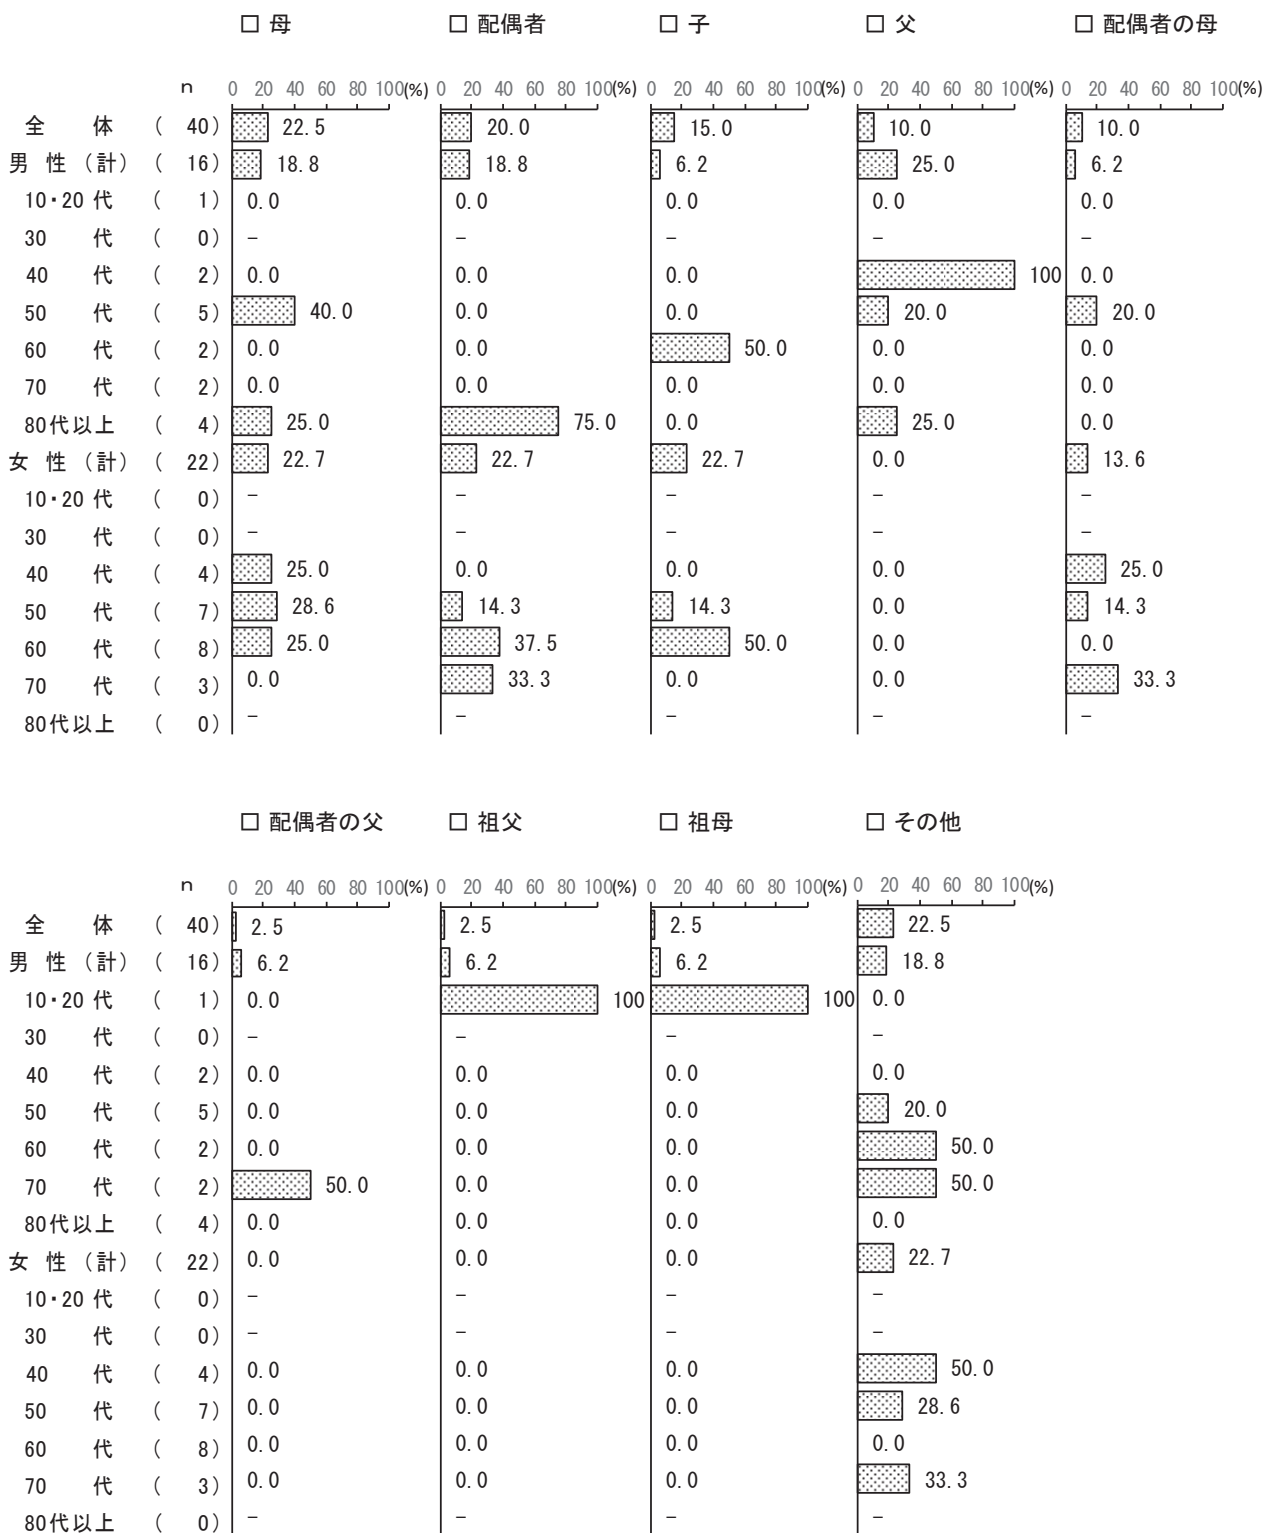 □ 母 □ 配偶者 □ 子 □ 父 □ 配偶者の母
n 0 20 40 60 80 100(%) 0 20 40 60 80 100(%) 0 20 40 60 80 100(%) 0 20 40 60 80 100(%) 0 20 40 60 80 100(%)
全 体 ( 40) 22.5 20.0 15.0 10.0 10.0
男 性 (計) ( 16) 18.8 18.8 6.2 25.0 6.2
10・20 代 ( 1) 0.0 0.0 0.0 0.0 0.0
30 代 ( 0) － － － － －
40 代 ( 2) 0.0 0.0 0.0 100 0.0
50 代 ( 5) 40.0 0.0 0.0 20.0 20.0
60 代 ( 2) 0.0 0.0 50.0 0.0 0.0
70 代 ( 2) 0.0 0.0 0.0 0.0 0.0
80代以上 ( 4) 25.0 75.0 0.0 25.0 0.0
女 性 (計) ( 22) 22.7 22.7 22.7 0.0 13.6
10・20 代 ( 0) － － － － －
30 代 ( 0) － － － － －
40 代 ( 4) 25.0 0.0 0.0 0.0 25.0
50 代 ( 7) 28.6 14.3 14.3 0.0 14.3
60 代 ( 8) 25.0 37.5 50.0 0.0 0.0
70 代 ( 3) 0.0 33.3 0.0 0.0 33.3
80代以上 ( 0) － － － － －
□ 配偶者の父 □ 祖父 □ 祖母 □ その他
n 0 20 40 60 80 100(%) 0 20 40 60 80 100(%) 0 20 40 60 80 100(%) 0 20 40 60 80 100(%)
全 体 ( 40) 2.5 2.5 2.5 22.5
男 性 (計) ( 16) 6.2 6.2 6.2 18.8
10・20 代 ( 1) 0.0 100 100 0.0
30 代 ( 0) － － － －
40 代 ( 2) 0.0 0.0 0.0 0.0
50 代 ( 5) 0.0 0.0 0.0 20.0
60 代 ( 2) 0.0 0.0 0.0 50.0
70 代 ( 2) 50.0 0.0 0.0 50.0
80代以上 ( 4) 0.0 0.0 0.0 0.0
女 性 (計) ( 22) 0.0 0.0 0.0 22.7
10・20 代 ( 0) － － － －
30 代 ( 0) － － － －
40 代 ( 4) 0.0 0.0 0.0 50.0
50 代 ( 7) 0.0 0.0 0.0 28.6
60 代 ( 8) 0.0 0.0 0.0 0.0
70 代 ( 3) 0.0 0.0 0.0 33.3
80代以上 ( 0) － － － －